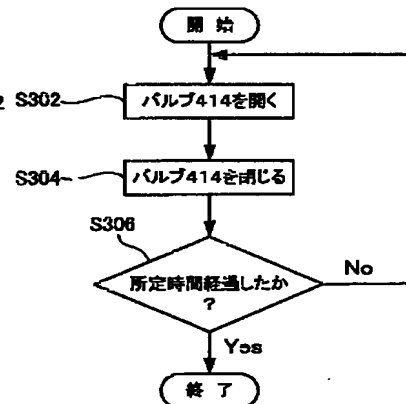 開 始
2 S302
バルブ414を開く
S304
バルブ414を閉じる
S306
所定時間経過したか
?
No
Yes
終 了